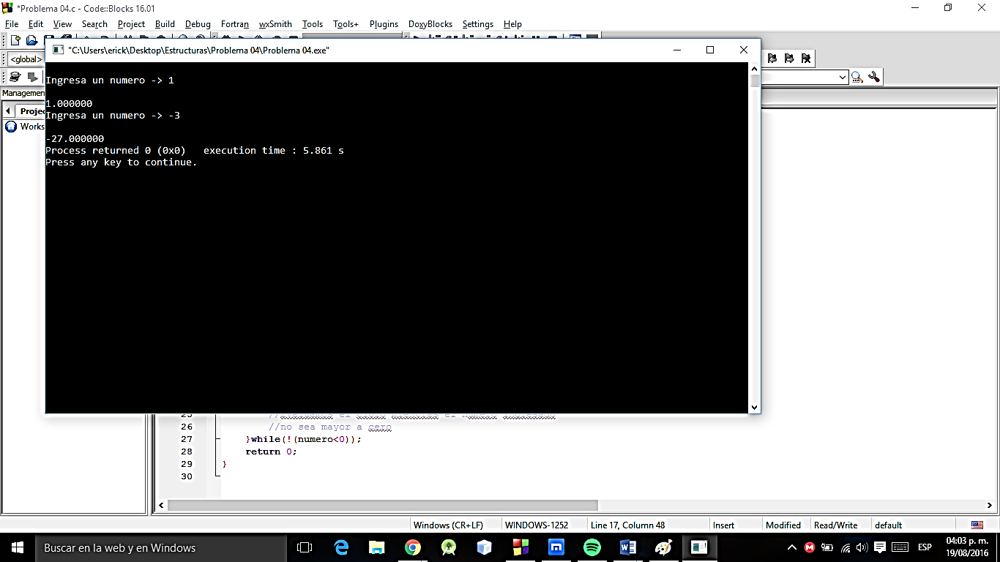 *Problema 04.c - Code::Blocks 16.01
File Edit View Search Project Build Debug Fortran wxSmith Tools Tools+ Plugins DoxyBlocks Settings Help
"C:\Users\erick\Desktop\Estructuras\Problema 04\Problema 04.exe"
<global>
Ingresa un numero -> 1
Managemen
1.000000
Ingresa un numero -> -3
Projec
Works
-27.000000
Process returned 0 (0x0)   execution time : 5.861 s
Press any key to continue.
26 //no sea mayor a cero
27 }while(!(numero<0));
28 return 0;
29 }
30
Windows (CR+LF) WINDOWS-1252 Line 17, Column 48 Insert Modified Read/Write default
Buscar en la web y en Windows
ESP
04:03 p. m.
19/08/2016